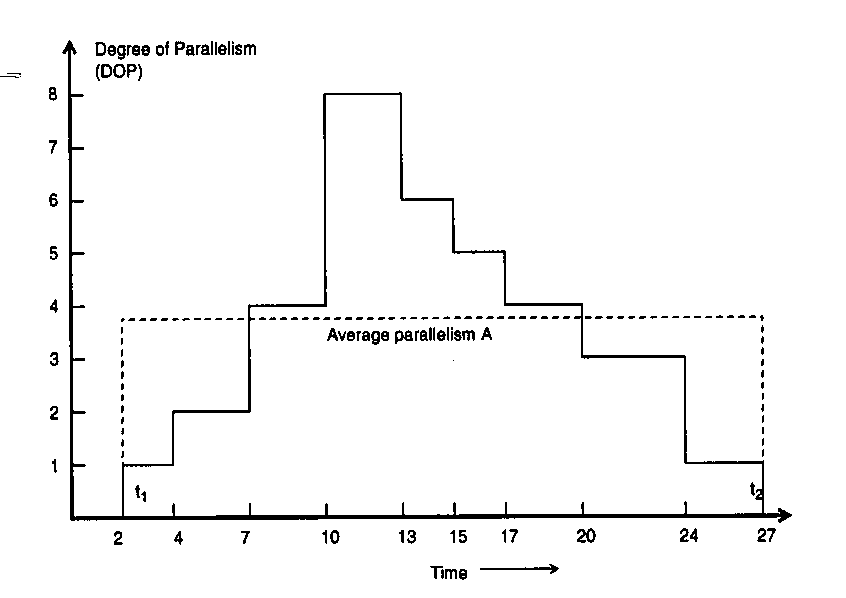 Degree of Parallelism
(DOP)
8
7
6
5
4
3
2
1
Average parallelism A
t1
t2
2 4 7 10 13 15 17 20 24 27
Time